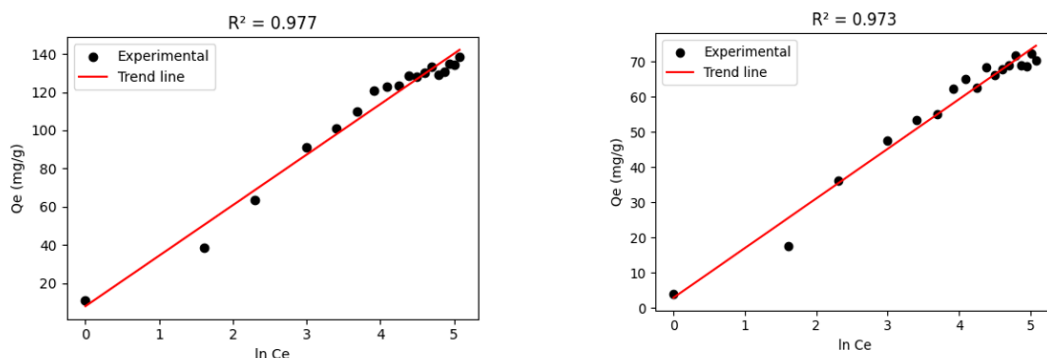 R² = 0.977
Experimental
Trend line
140
120
100
80
60
40
20
Qe (mg/g)
0
1
2
3
4
5
ln Ce
R² = 0.973
Experimental
Trend line
70
60
50
40
30
20
10
0
Qe (mg/g)
0
1
2
3
4
5
ln Ce